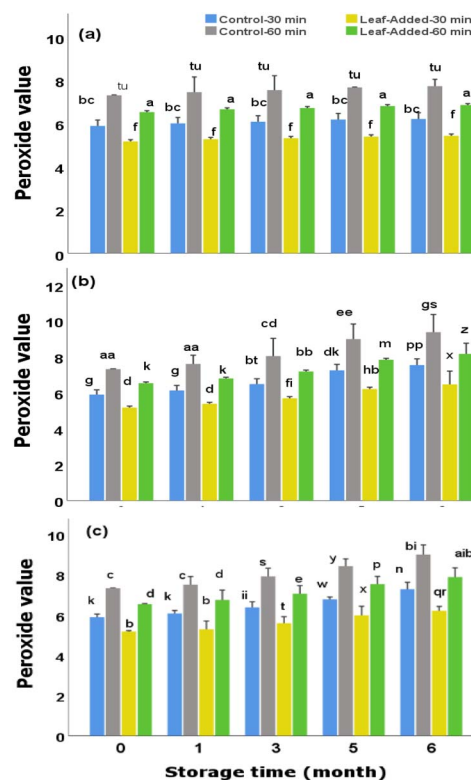 Control-30 min Leaf-Added-30 min
Control-60 min Leaf-Added-60 min
(a)
Peroxide value
10
8
6
4
2
0
bc tu f a
bc tu f a
bc tu f a
bc tu f a
bc tu f a
(b)
Peroxide value
12
10
8
6
4
2
0
g aa d k
g aa d k
bt cd fi bb
dk ee hb m
pp gs x z
(c)
Peroxide value
10
8
6
4
2
0
k c b d
k c b d
ii s t e
w y x p
n bi qr aib
0 1 3 5 6
Storage time (month)